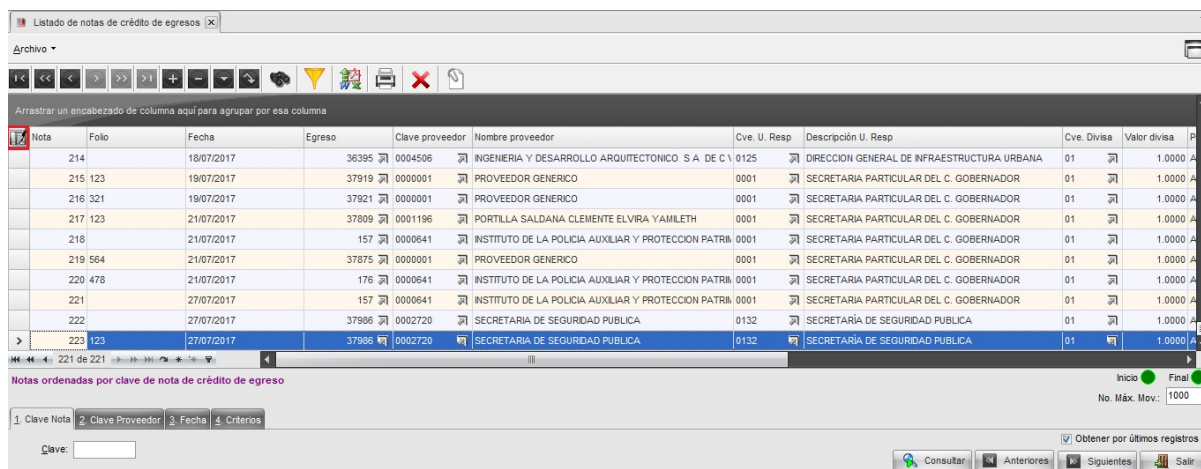 Listado de notas de crédito de egresos
Archivo
Arrastrar un encabezado de columna aquí para agrupar por esa columna
Nota Folio Fecha Egreso Clave proveedor Nombre proveedor Cve. U. Resp Descripción U. Resp Cve. Divisa Valor divisa P
214 18/07/2017 36395 0004506 INGENIERIA Y DESARROLLO ARQUITECTONICO S A DE C V 0125 DIRECCION GENERAL DE INFRAESTRUCTURA URBANA 01 1.0000 A
215 123 19/07/2017 37919 0000001 PROVEEDOR GENERICO 0001 SECRETARIA PARTICULAR DEL C. GOBERNADOR 01 1.0000 A
216 321 19/07/2017 37921 0000001 PROVEEDOR GENERICO 0001 SECRETARIA PARTICULAR DEL C. GOBERNADOR 01 1.0000 A
217 123 21/07/2017 37809 0001196 PORTILLA SALDANA CLEMENTE ELVIRA YAMILETH 0001 SECRETARIA PARTICULAR DEL C. GOBERNADOR 01 1.0000 A
218 21/07/2017 157 0000641 INSTITUTO DE LA POLICIA AUXILIAR Y PROTECCION PATRIM 0001 SECRETARIA PARTICULAR DEL C. GOBERNADOR 01 1.0000 A
219 564 21/07/2017 37875 0000001 PROVEEDOR GENERICO 0001 SECRETARIA PARTICULAR DEL C. GOBERNADOR 01 1.0000 A
220 478 21/07/2017 176 0000641 INSTITUTO DE LA POLICIA AUXILIAR Y PROTECCION PATRIM 0001 SECRETARIA PARTICULAR DEL C. GOBERNADOR 01 1.0000 A
221 27/07/2017 157 0000641 INSTITUTO DE LA POLICIA AUXILIAR Y PROTECCION PATRIM 0001 SECRETARIA PARTICULAR DEL C. GOBERNADOR 01 1.0000 A
222 27/07/2017 37986 0002720 SECRETARIA DE SEGURIDAD PUBLICA 0132 SECRETARÍA DE SEGURIDAD PUBLICA 01 1.0000 A
223 123 27/07/2017 37986 0002720 SECRETARIA DE SEGURIDAD PUBLICA 0132 SECRETARÍA DE SEGURIDAD PUBLICA 01 1.0000 A
221 de 221
Notas ordenadas por clave de nota de crédito de egreso
Inicio Final
No. Máx. Mov.: 1000
1. Clave Nota 2. Clave Proveedor 3. Fecha 4. Criterios
Obtener por últimos registros
Clave:
Consultar Anteriores Siguientes Salir